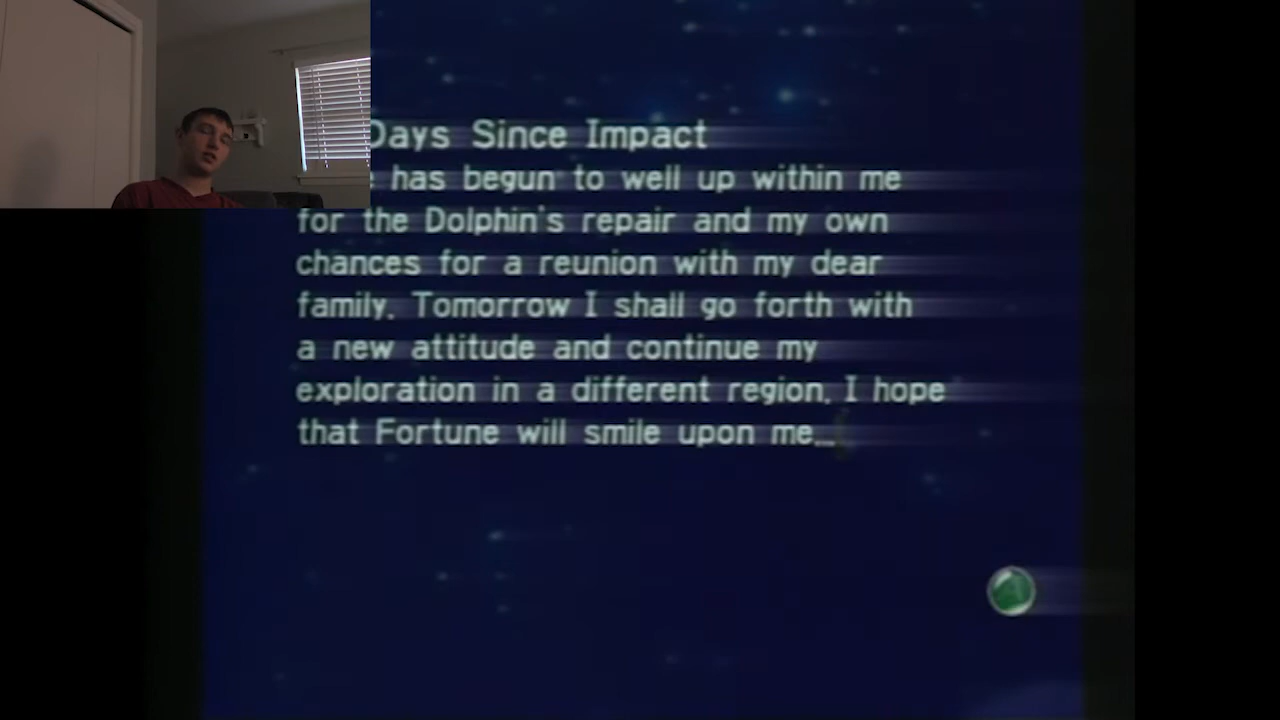 Days Since Impact
has begun to well up within me
for the Dolphin's repair and my own
chances for a reunion with my dear
family. Tomorrow I shall go forth with
a new attitude and continue my
exploration in a different region. I hope
that Fortune will smile upon me...